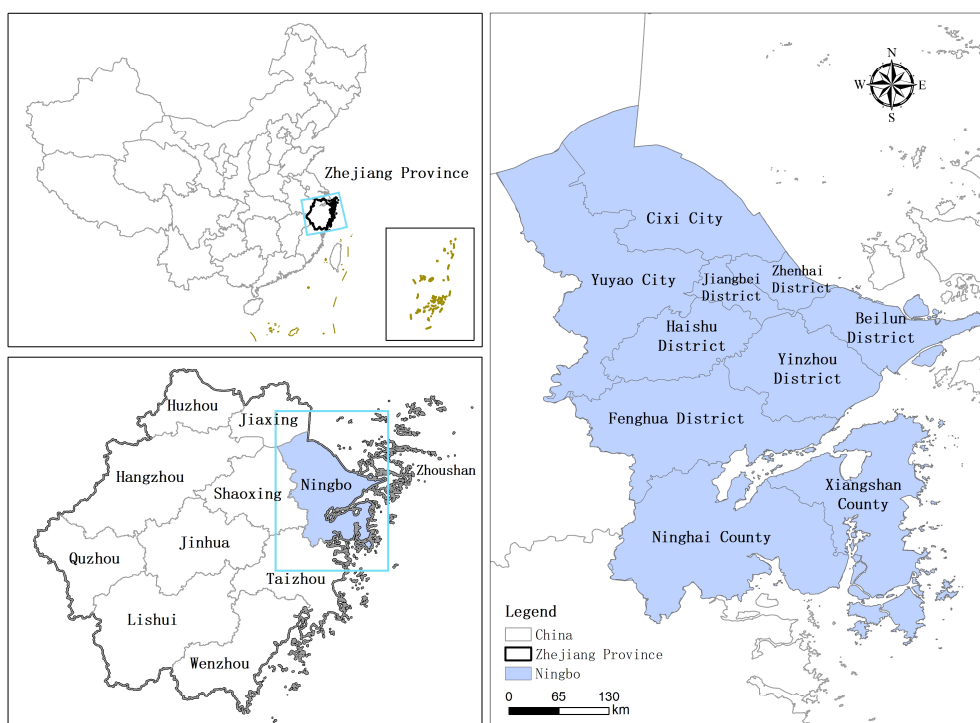 Zhejiang Province
Huzhou
Jiaxing
Hangzhou
Shaoxing
Ningbo
Zhoushan
Quzhou
Jinhua
Taizhou
Lishui
Wenzhou
N
W
E
S
Cixi City
Yuyao City
Jiangbei
District
Zhenhai
District
Haishu
District
Beilun
District
Yinzhou
District
Fenghua District
Xiangshan
County
Ninghai County
Legend
China
Zhejiang Province
Ningbo
0 65 130
km